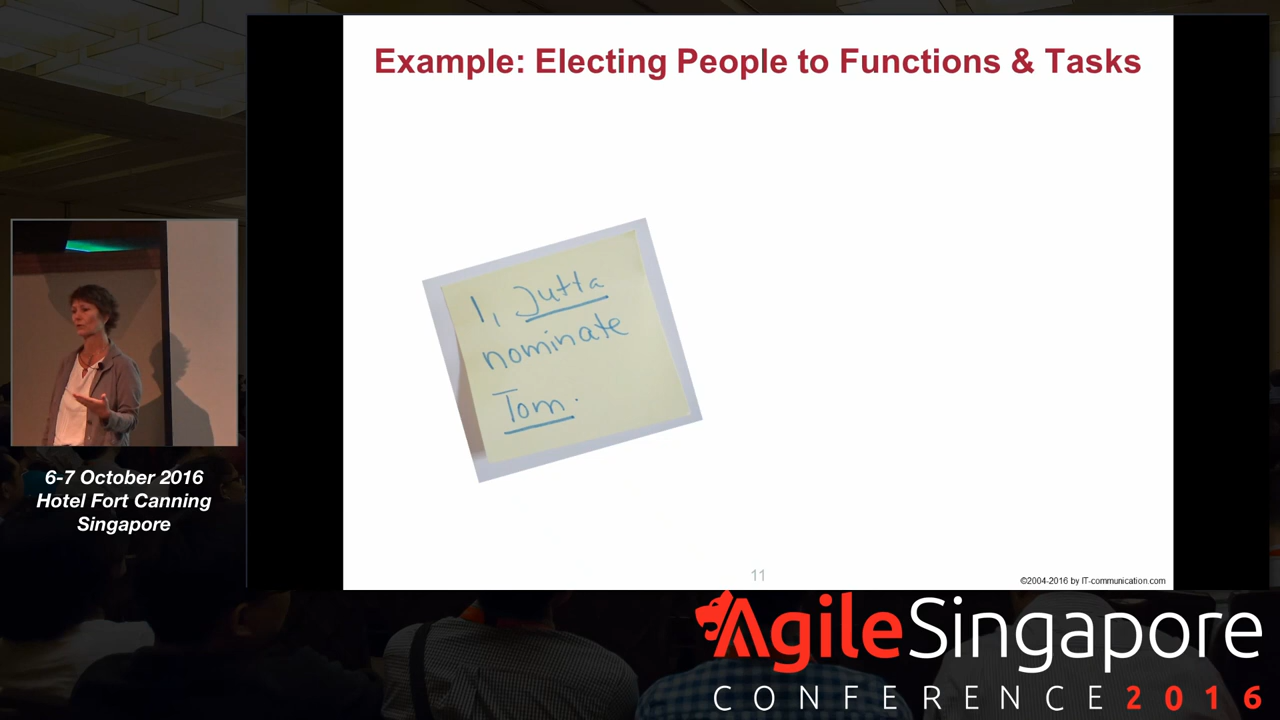 Example: Electing People to Functions & Tasks
I, Jutta
nominate
Tom.
11
©2004-2016 by IT-communication.com
6-7 October 2016
Hotel Fort Canning
Singapore
AgileSingapore
CONFERENCE 2016